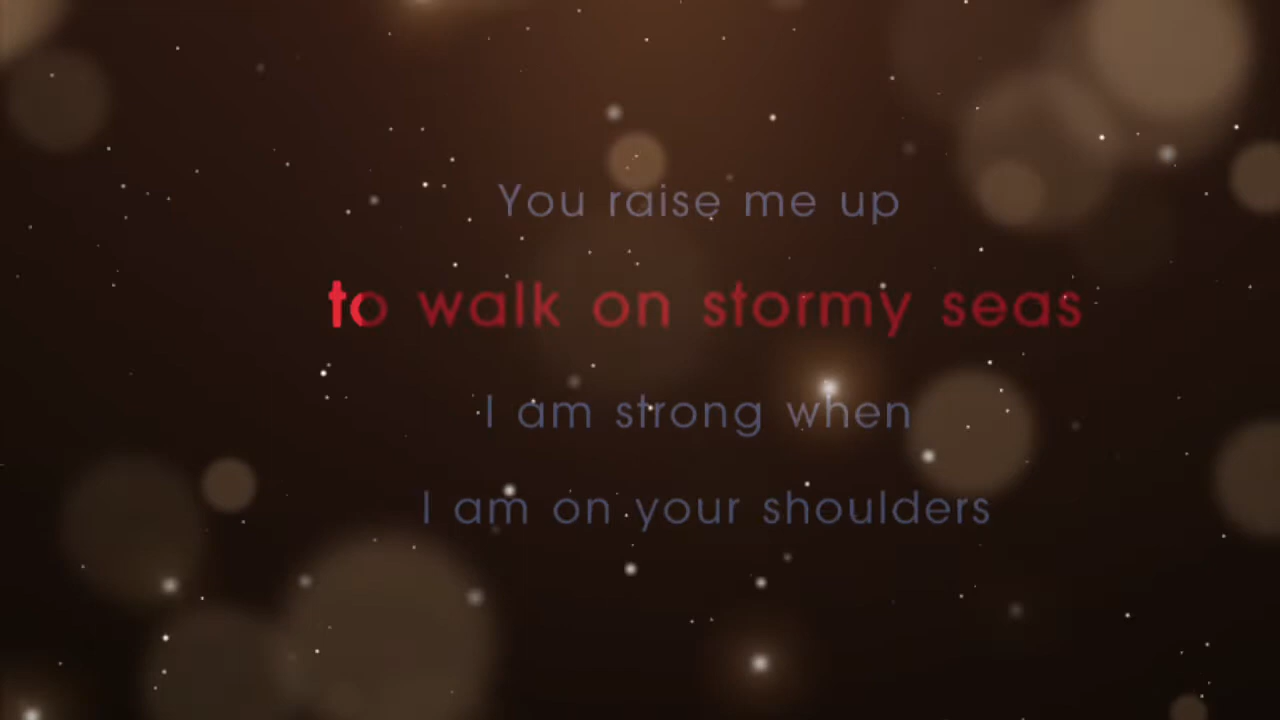 You raise me up
to walk on stormy seas
I am strong when
I am on your shoulders